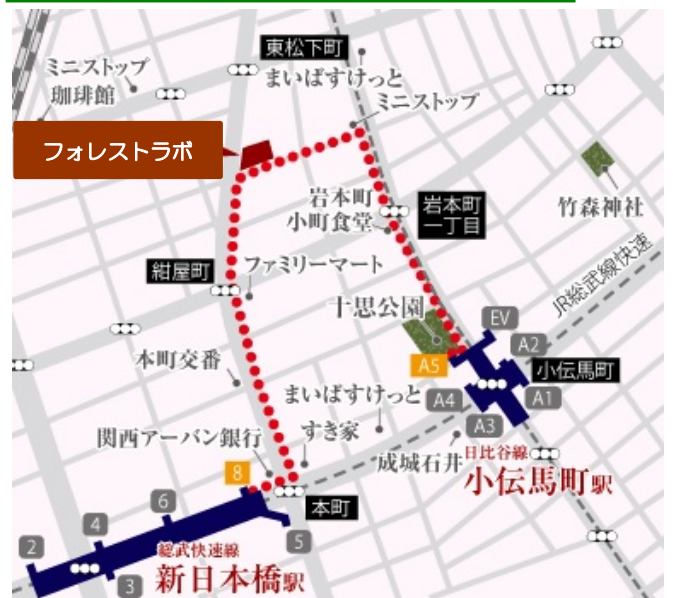 東松下町
まいばすけっと
ミニストップ
珈琲館
ミニストップ
フォレストラボ
岩本町
小町食堂
岩本町
一丁目
竹森神社
紺屋町
ファミリーマート
JR総武線快速
十思公園
EV
A2
A5
小伝馬町
本町交番
まいばすけっと
A4
A1
A3
関西アーバン銀行
すき家
成城石井
日比谷線
小伝馬町駅
8
本町
6
4
2
5
3
総武快速線
新日本橋駅